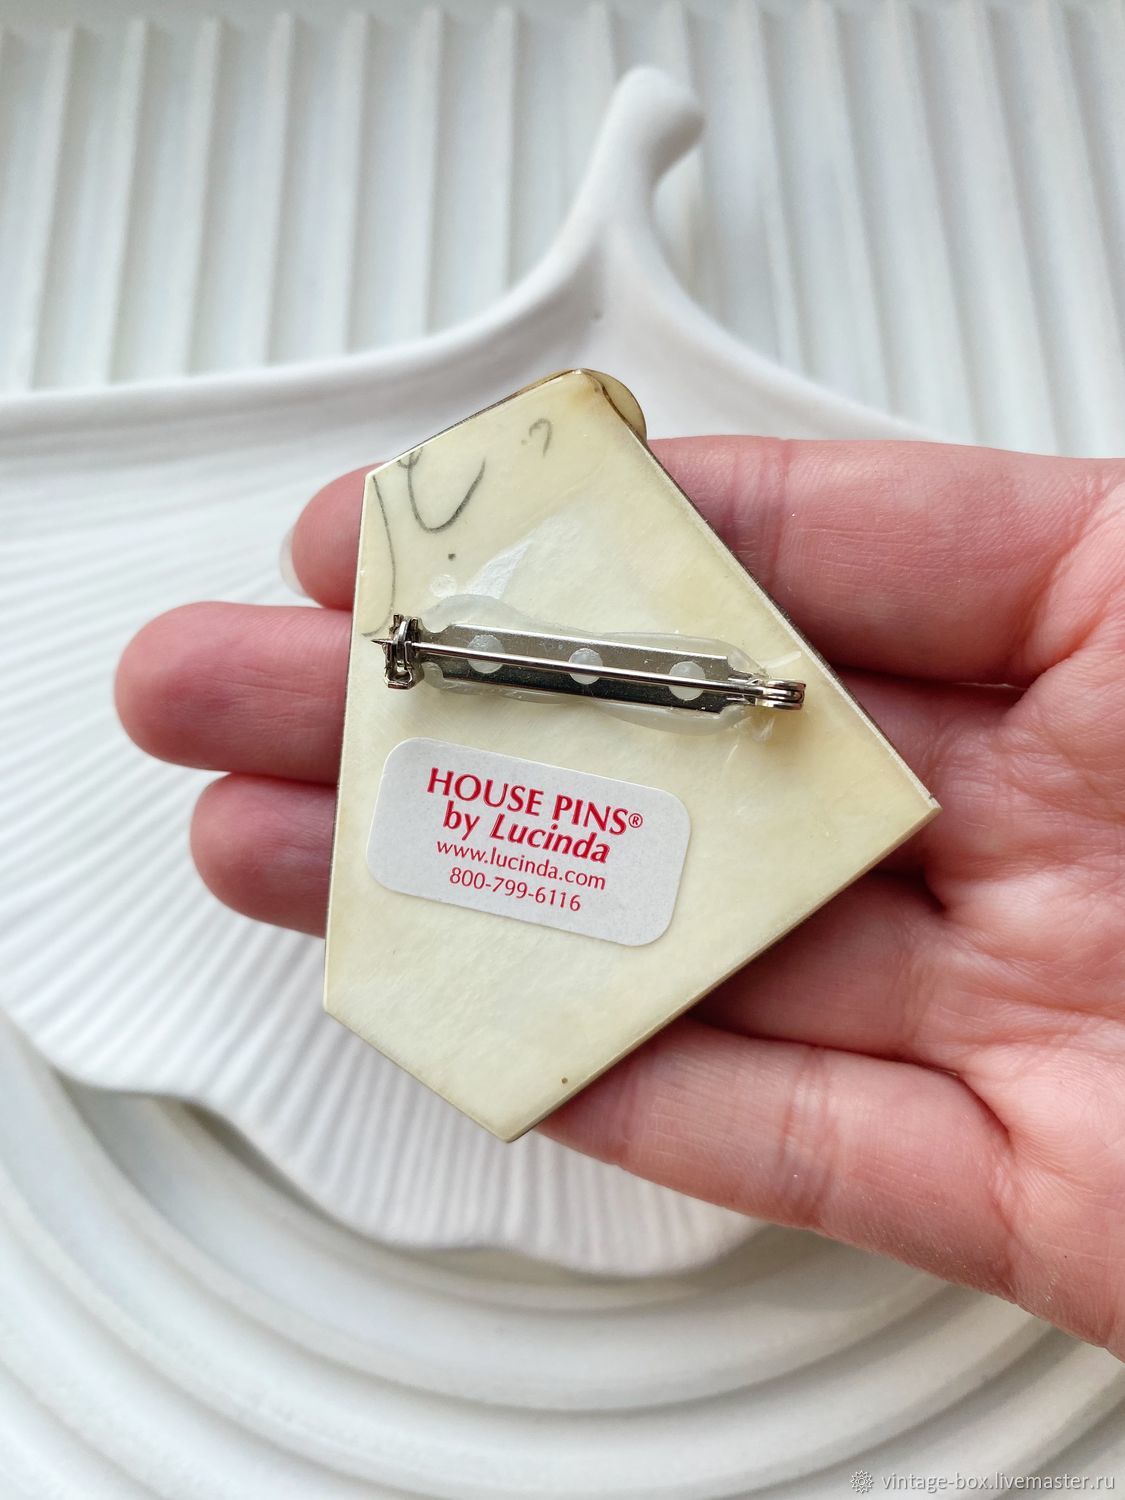 HOUSE PINS®
by Lucinda
www.lucinda.com
800-799-6116
vintage-box.livemaster.ru